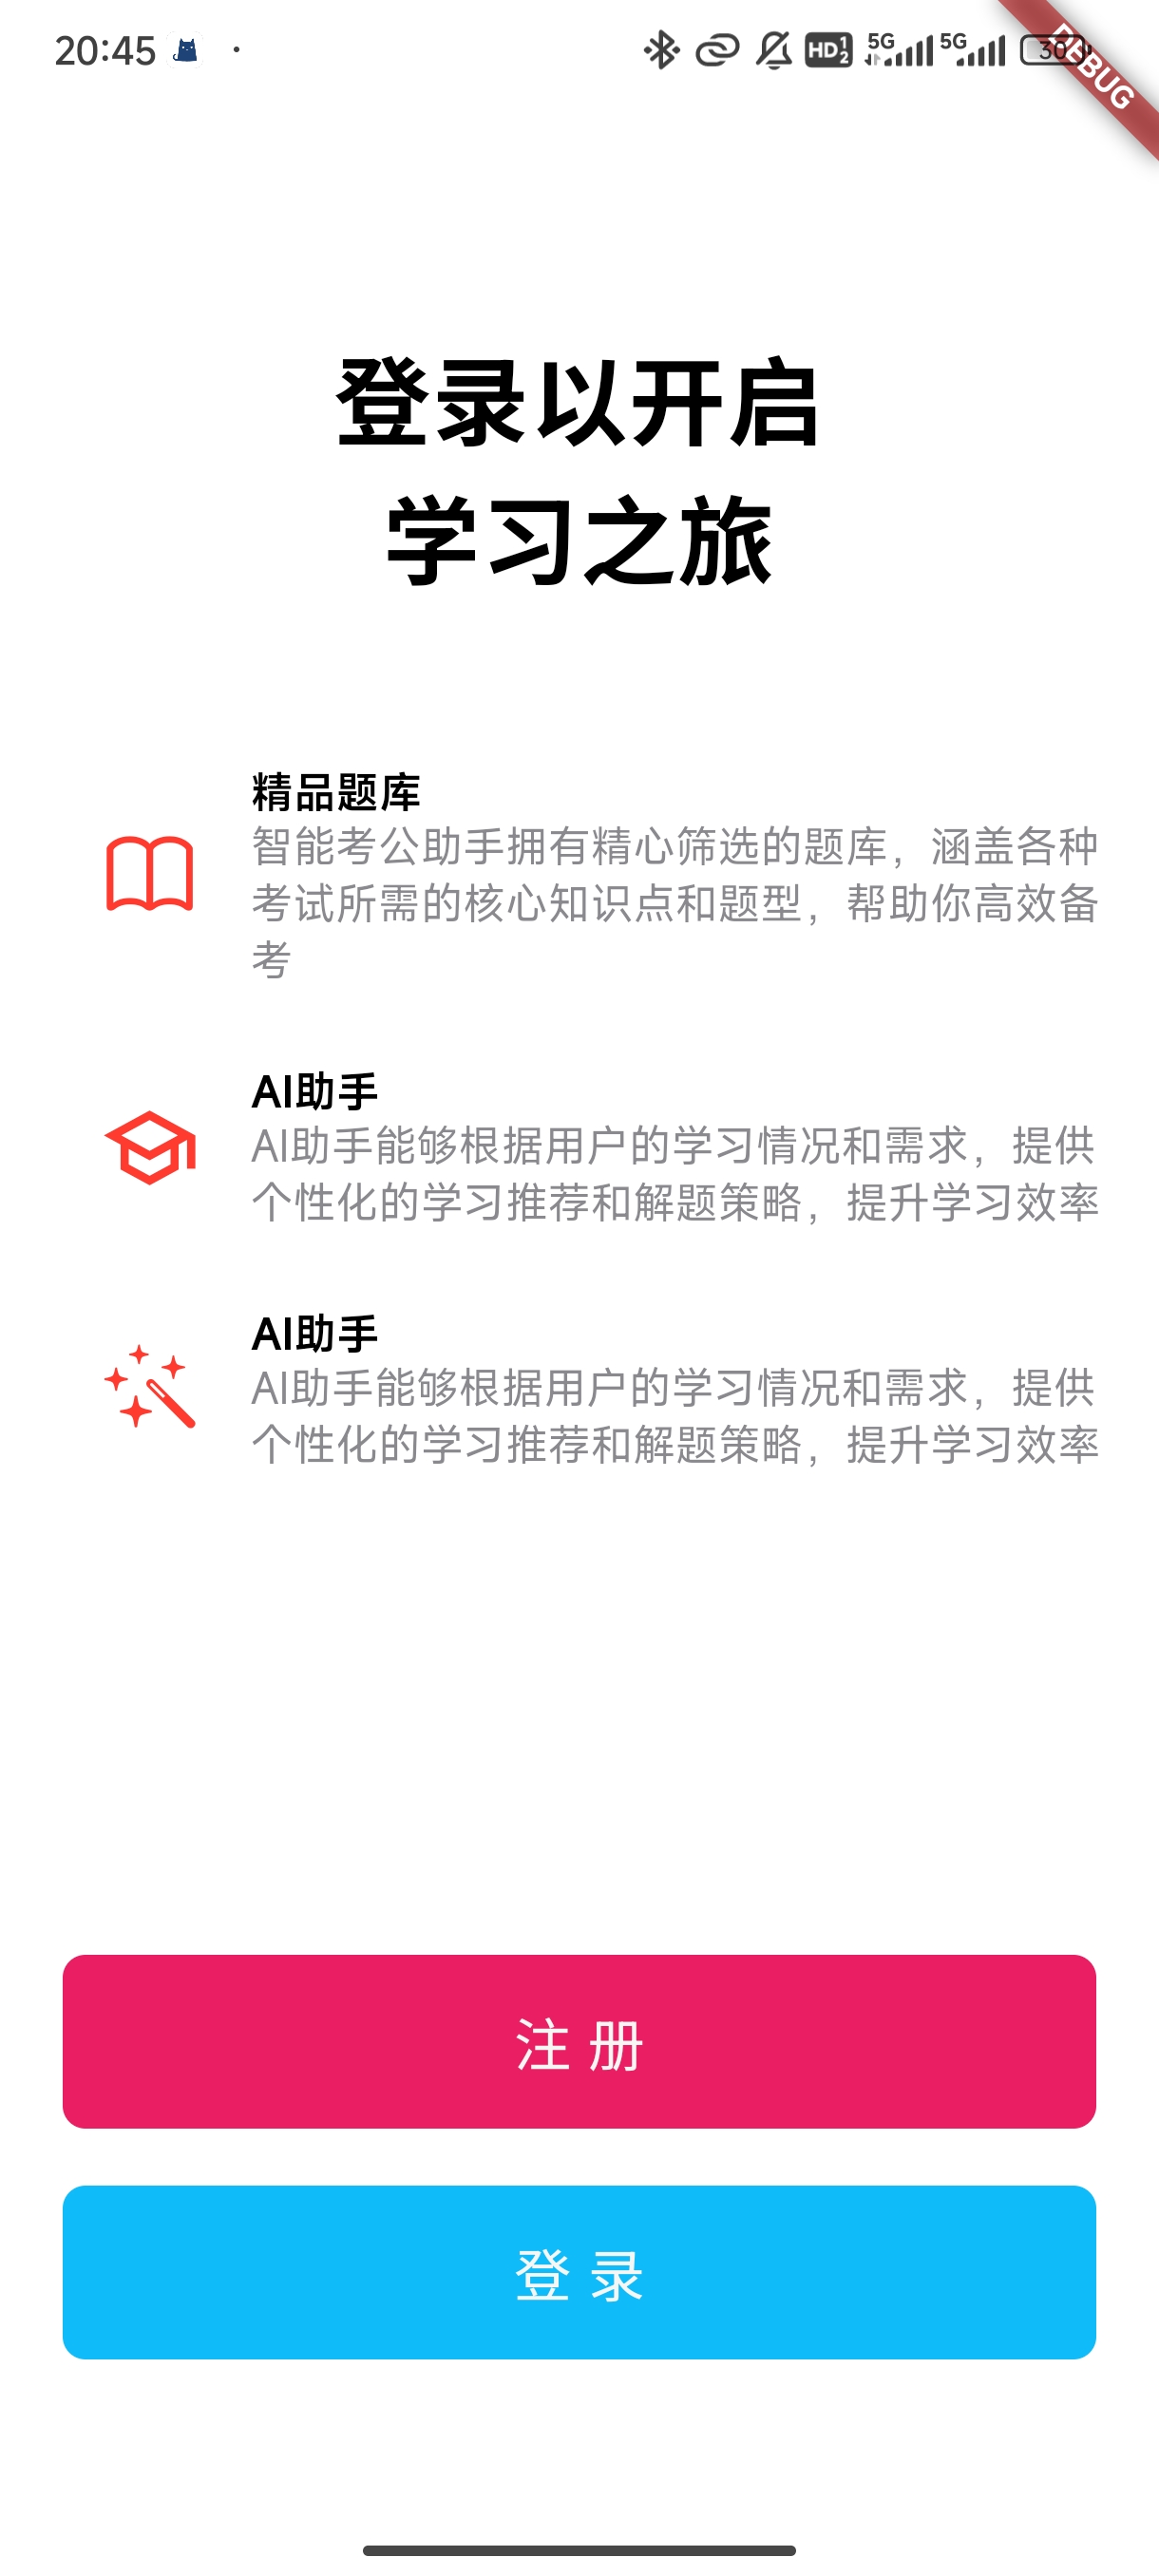 20:45
HD 1 2 5G 5G 30
DEBUG
登录以开启
学习之旅
精品题库
智能考公助手拥有精心筛选的题库，涵盖各种
考试所需的核心知识点和题型，帮助你高效备
考
AI助手
AI助手能够根据用户的学习情况和需求，提供
个性化的学习推荐和解题策略，提升学习效率
AI助手
AI助手能够根据用户的学习情况和需求，提供
个性化的学习推荐和解题策略，提升学习效率
注 册
登 录